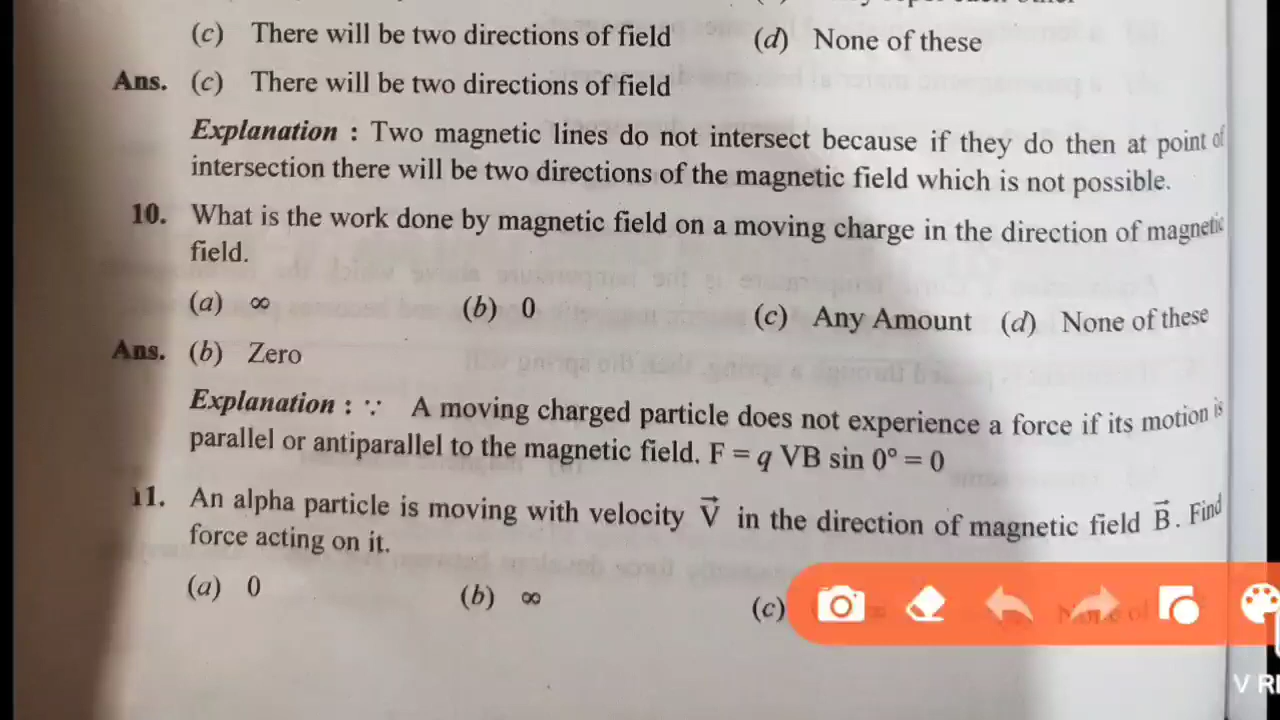 (c) There will be two directions of field (d) None of these
Ans. (c) There will be two directions of field
Explanation : Two magnetic lines do not intersect because if they do then at point of
intersection there will be two directions of the magnetic field which is not possible.
10. What is the work done by magnetic field on a moving charge in the direction of magnetic
field.
(a) ∞ (b) 0 (c) Any Amount (d) None of these
Ans. (b) Zero
Explanation : ∵ A moving charged particle does not experience a force if its motion is
parallel or antiparallel to the magnetic field. F = q VB sin 0° = 0
11. An alpha particle is moving with velocity V⃗ in the direction of magnetic field B⃗. Find
force acting on it.
(a) 0 (b) ∞ (c)